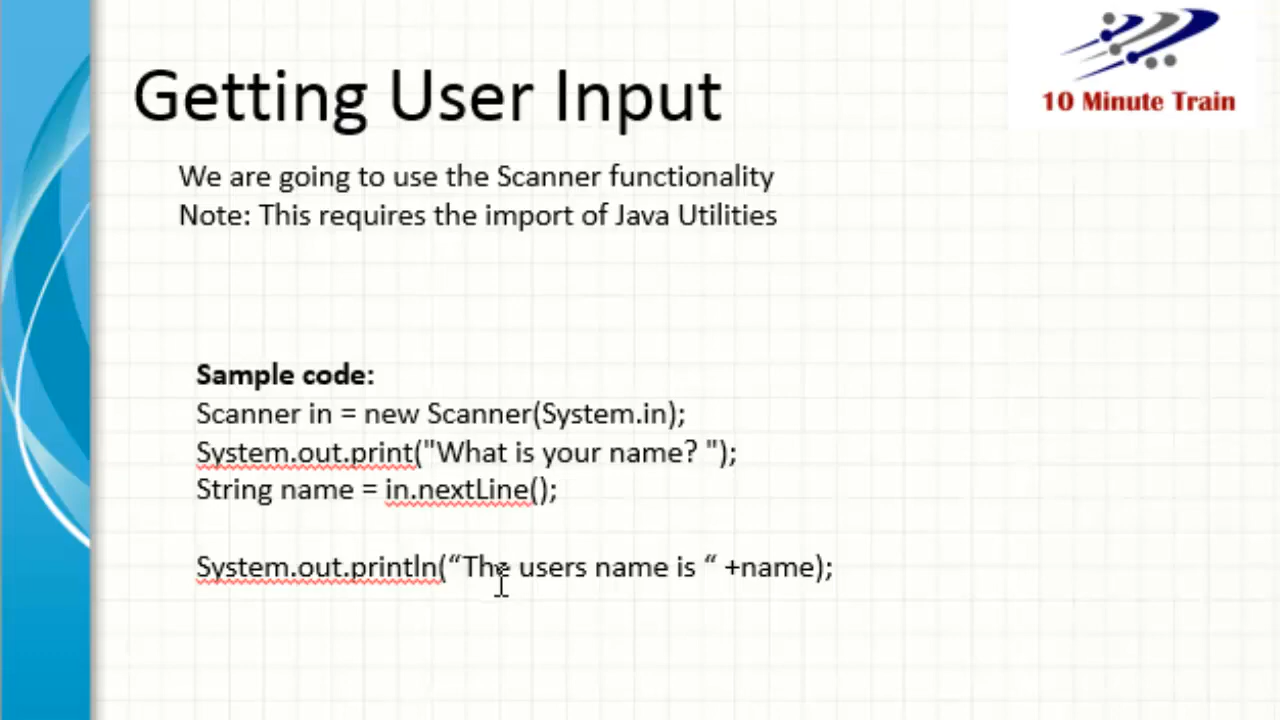 10 Minute Train
Getting User Input
We are going to use the Scanner functionality
Note: This requires the import of Java Utilities
Sample code:
Scanner in = new Scanner(System.in);
System.out.print("What is your name? ");
String name = in.nextLine();
System.out.println(“The users name is “ +name);